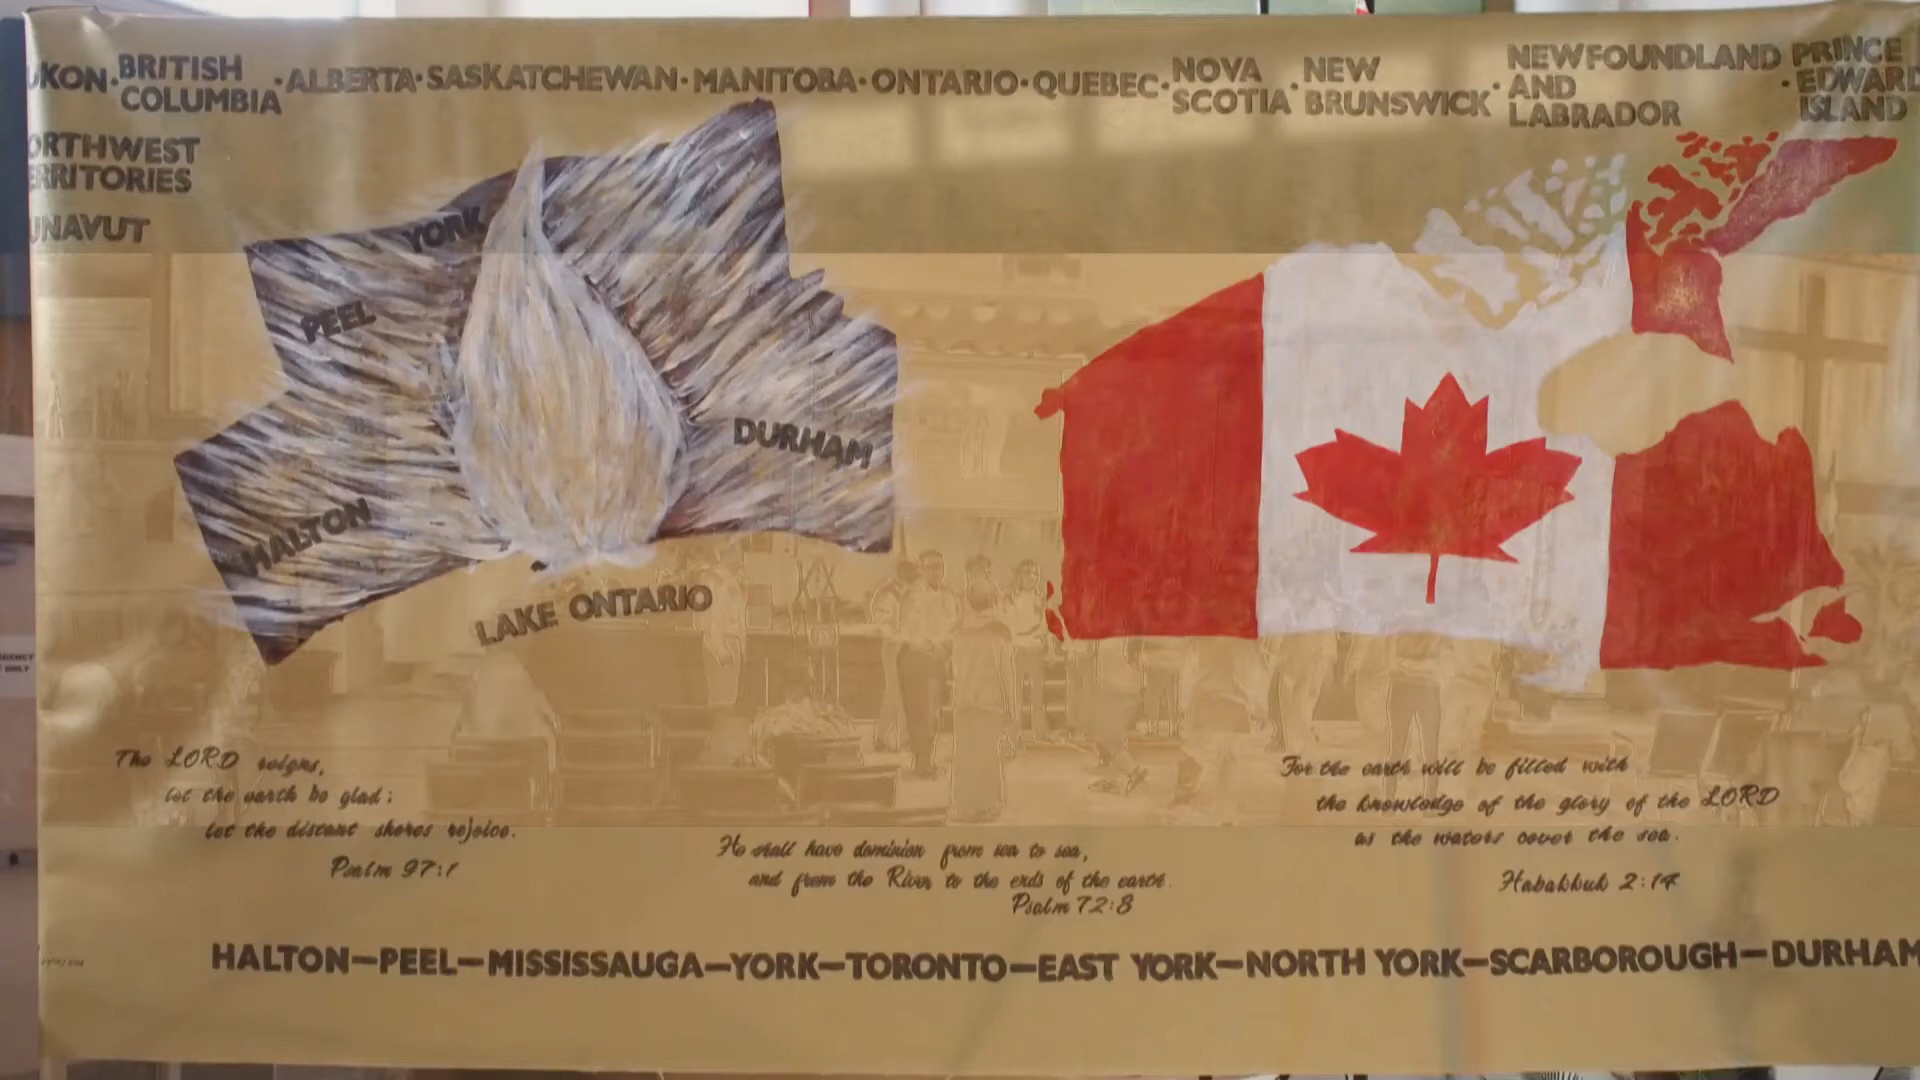 UKON · BRITISH COLUMBIA · ALBERTA · SASKATCHEWAN · MANITOBA · ONTARIO · QUEBEC · NOVA SCOTIA · NEW BRUNSWICK · NEWFOUNDLAND AND LABRADOR · PRINCE EDWARD ISLAND
ORTHWEST
ERRITORIES
UNAVUT
YORK
PEEL
DURHAM
HALTON
LAKE ONTARIO
The LORD reigns,
let the earth be glad;
let the distant shores rejoice.
Psalm 97:1
He shall have dominion from sea to sea,
and from the River to the ends of the earth.
Psalm 72:8
For the earth will be filled with
the knowledge of the glory of the LORD
as the waters cover the sea.
Habakkuk 2:14
HALTON—PEEL—MISSISSAUGA—YORK—TORONTO—EAST YORK—NORTH YORK—SCARBOROUGH—DURHAM